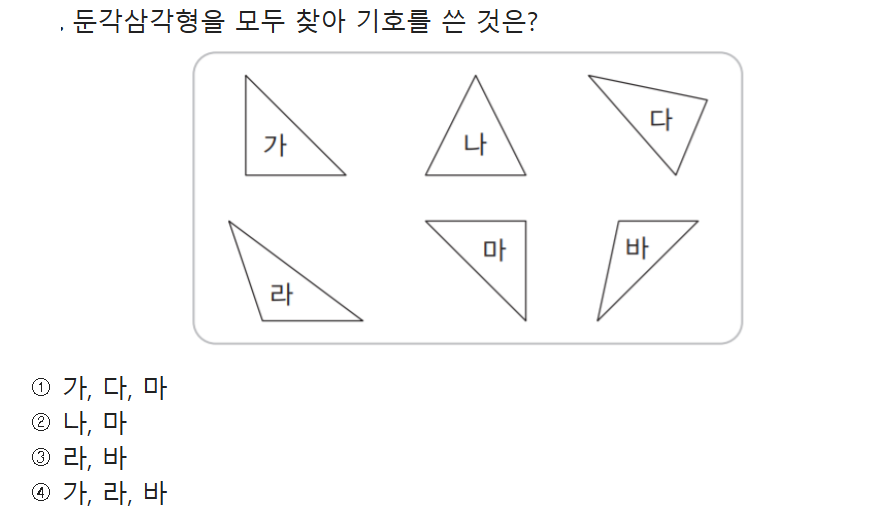 . 둔각삼각형을 모두 찾아 기호를 쓴 것은?
가 나 다
라 마 바
① 가, 다, 마
② 나, 마
③ 라, 바
④ 가, 라, 바